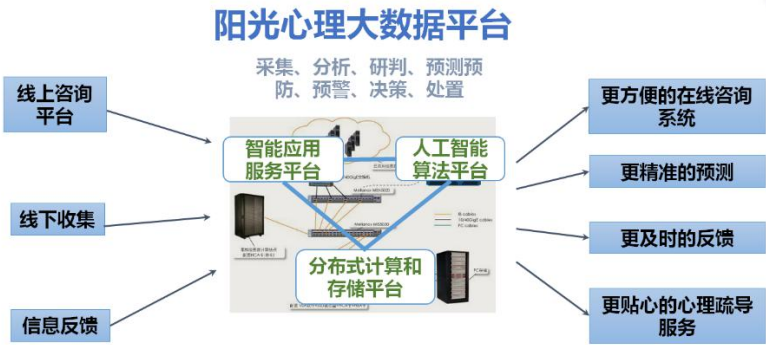 阳光心理大数据平台
采集、分析、研判、预测预
防、预警、决策、处置
线上咨询
平台
线下收集
信息反馈
智能应用
服务平台
人工智能
算法平台
分布式计算和
存储平台
更方便的在线咨询
系统
更精准的预测
更及时的反馈
更贴心的心理疏导
服务